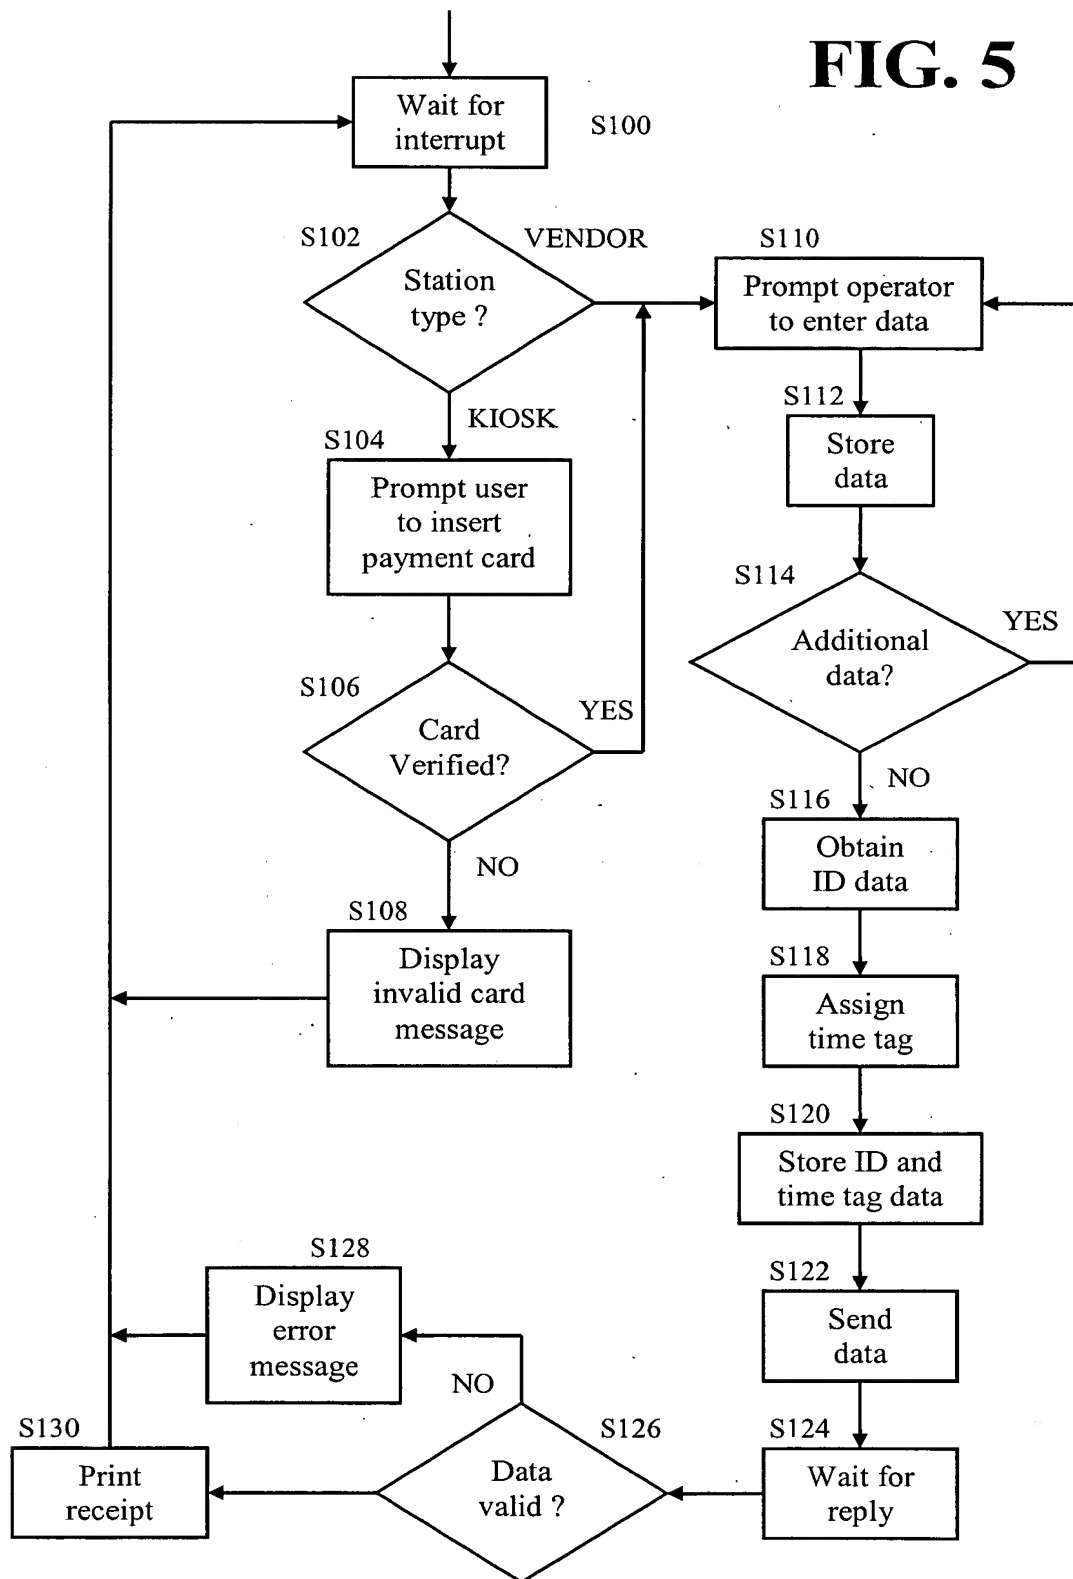 FIG. 5
Wait for
interrupt
S100
S102
VENDOR
Station
type ?
KIOSK
S104
Prompt user
to insert
payment card
S106
YES
Card
Verified?
NO
S108
Display
invalid card
message
S110
Prompt operator
to enter data
S112
Store
data
S114
YES
Additional
data?
NO
S116
Obtain
ID data
S118
Assign
time tag
S120
Store ID and
time tag data
S122
Send
data
S124
Wait for
reply
S126
Data
valid ?
NO
S128
Display
error
message
S130
Print
receipt